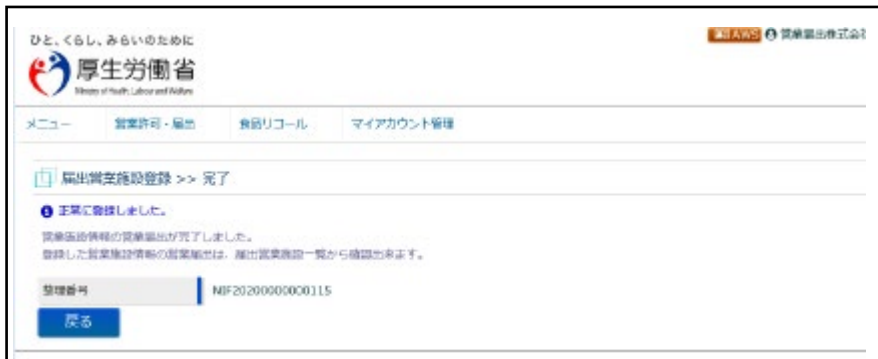 ひと、くらし、みらいのために
厚生労働省
Ministry of Health, Labour and Welfare
営業届出株式会社
メニュー 営業許可・届出 食品リコール マイアカウント管理
届出営業施設登録 >> 完了
正常に登録しました。
営業施設情報の営業届出が完了しました。
登録した営業施設情報の営業届出は、届出営業施設一覧から確認出来ます。
整理番号 NIF20200000000115
戻る